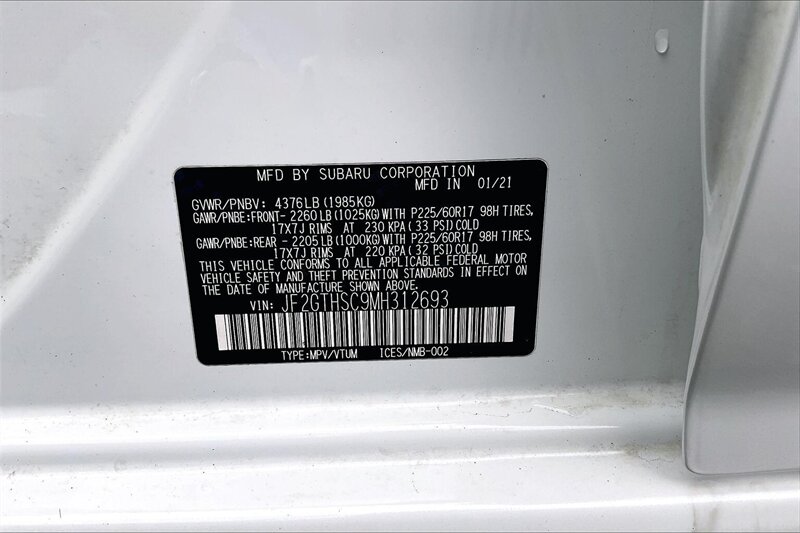 MFD BY SUBARU CORPORATION
MFD IN 01/21
GVWR/PNBV: 4376LB (1985KG)
GAWR/PNBE:FRONT- 2260LB (1025KG) WITH P225/60R17 98H TIRES,
17X7J RIMS AT 230 KPA (33 PSI) COLD
GAWR/PNBE:REAR - 2205LB (1000KG) WITH P225/60R17 98H TIRES,
17X7J RIMS AT 220 KPA (32 PSI) COLD
THIS VEHICLE CONFORMS TO ALL APPLICABLE FEDERAL MOTOR
VEHICLE SAFETY AND THEFT PREVENTION STANDARDS IN EFFECT ON
THE DATE OF MANUFACTURE SHOWN ABOVE.
VIN: JF2GTHSC9MH312693
TYPE:MPV/VTUM ICES/NMB-002